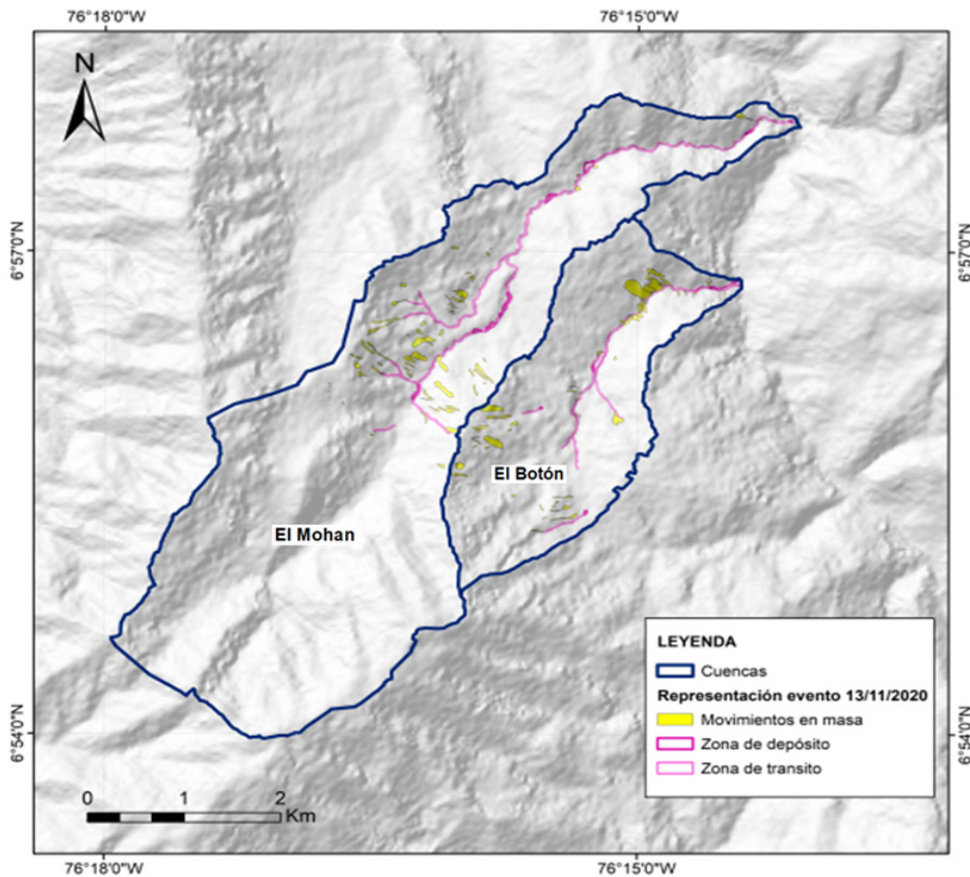 76°18'0"W 76°15'0"W
N
6°57'0"N 6°57'0"N
El Botón
El Mohan
LEYENDA
Cuencas
Representación evento 13/11/2020
Movimientos en masa
Zona de depósito
Zona de transito
6°54'0"N 6°54'0"N
0 1 2
Km
76°18'0"W 76°15'0"W